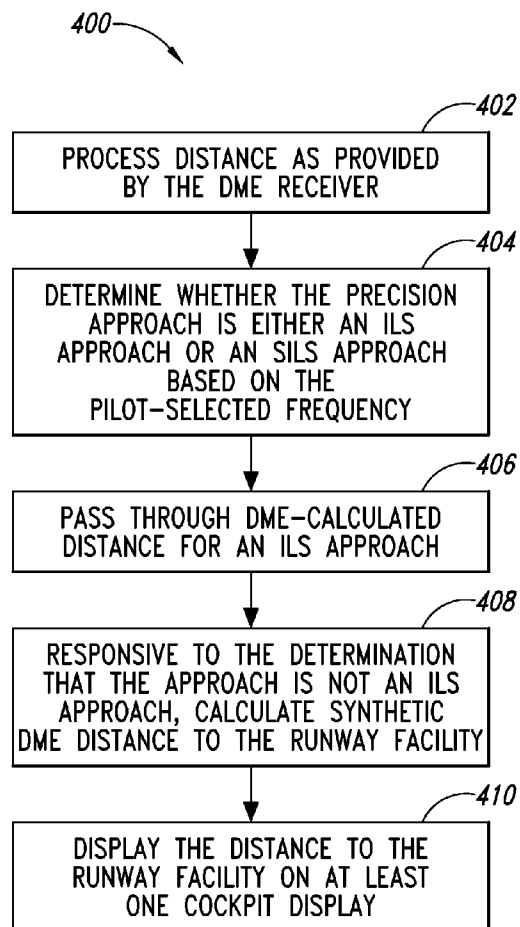 400
402
PROCESS DISTANCE AS PROVIDED
BY THE DME RECEIVER
404
DETERMINE WHETHER THE PRECISION
APPROACH IS EITHER AN ILS
APPROACH OR AN SILS APPROACH
BASED ON THE
PILOT-SELECTED FREQUENCY
406
PASS THROUGH DME-CALCULATED
DISTANCE FOR AN ILS APPROACH
408
RESPONSIVE TO THE DETERMINATION
THAT THE APPROACH IS NOT AN ILS
APPROACH, CALCULATE SYNTHETIC
DME DISTANCE TO THE RUNWAY FACILITY
410
DISPLAY THE DISTANCE TO THE
RUNWAY FACILITY ON AT LEAST
ONE COCKPIT DISPLAY